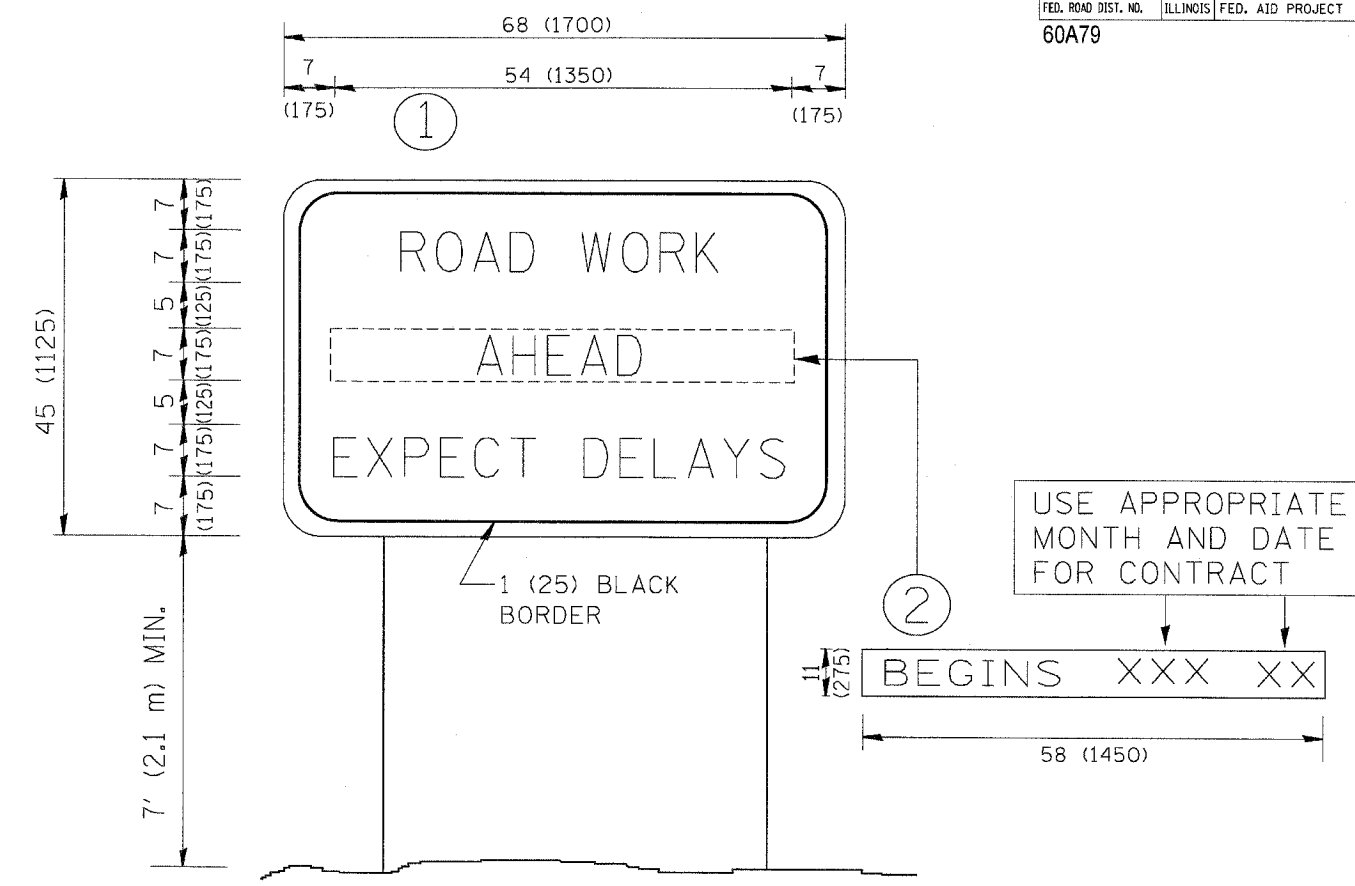 FED. ROAD DIST. NO. ILLINOIS FED. AID PROJECT
60A79
68 (1700)
7 54 (1350) 7
(175) (175)
1
45 (1125)
7 (175)
7 (175)
5 (125)
7 (175)
5 (125)
7 (175)
7 (175)
ROAD WORK
AHEAD
EXPECT DELAYS
1 (25) BLACK
BORDER
7' (2.1 m) MIN.
2
USE APPROPRIATE
MONTH AND DATE
FOR CONTRACT
11 (275)
BEGINS XXX XX
58 (1450)